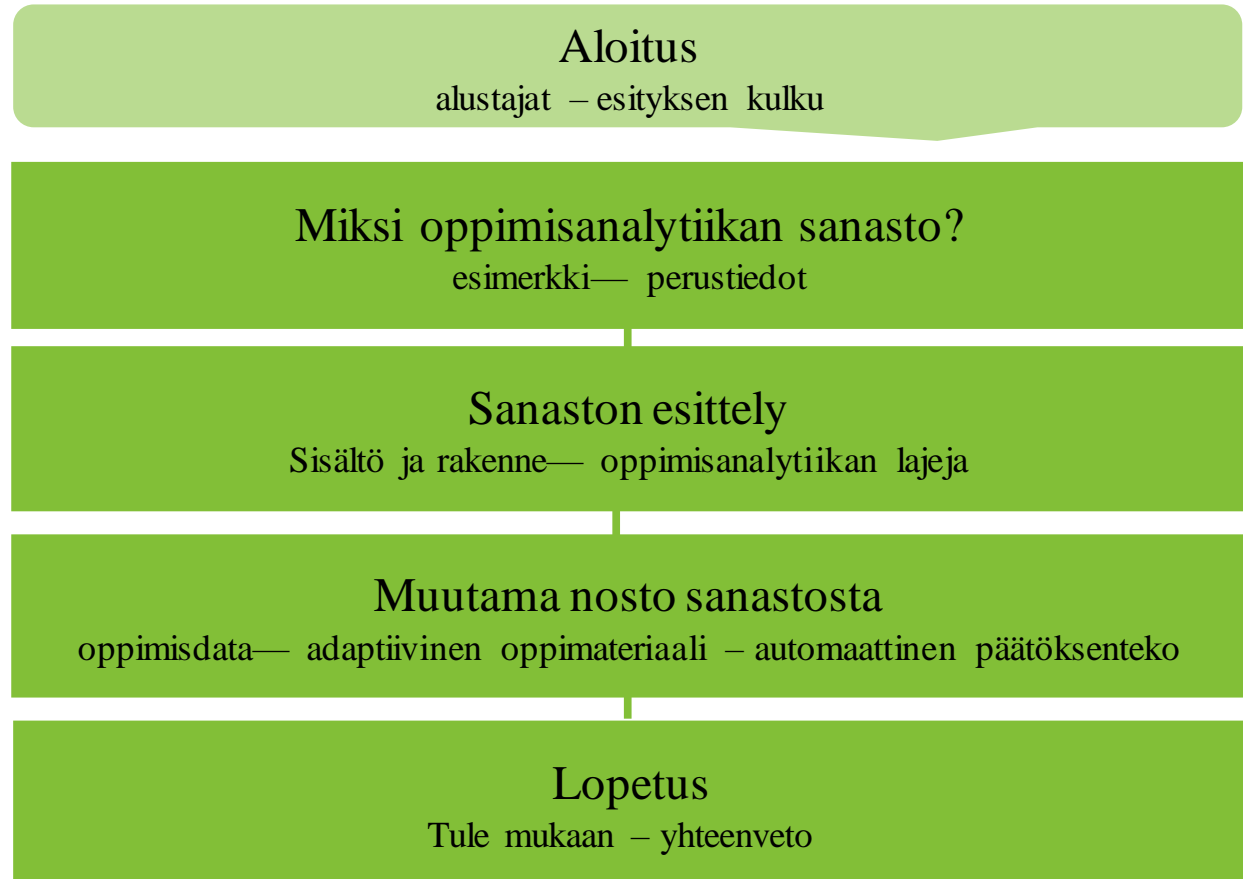 Aloitus
alustajat – esityksen kulku
Miksi oppimisanalytiikan sanasto?
esimerkki— perustiedot
Sanaston esittely
Sisältö ja rakenne— oppimisanalytiikan lajeja
Muutama nosto sanastosta
oppimisdata— adaptiivinen oppimateriaali – automaattinen päätöksenteko
Lopetus
Tule mukaan – yhteenveto